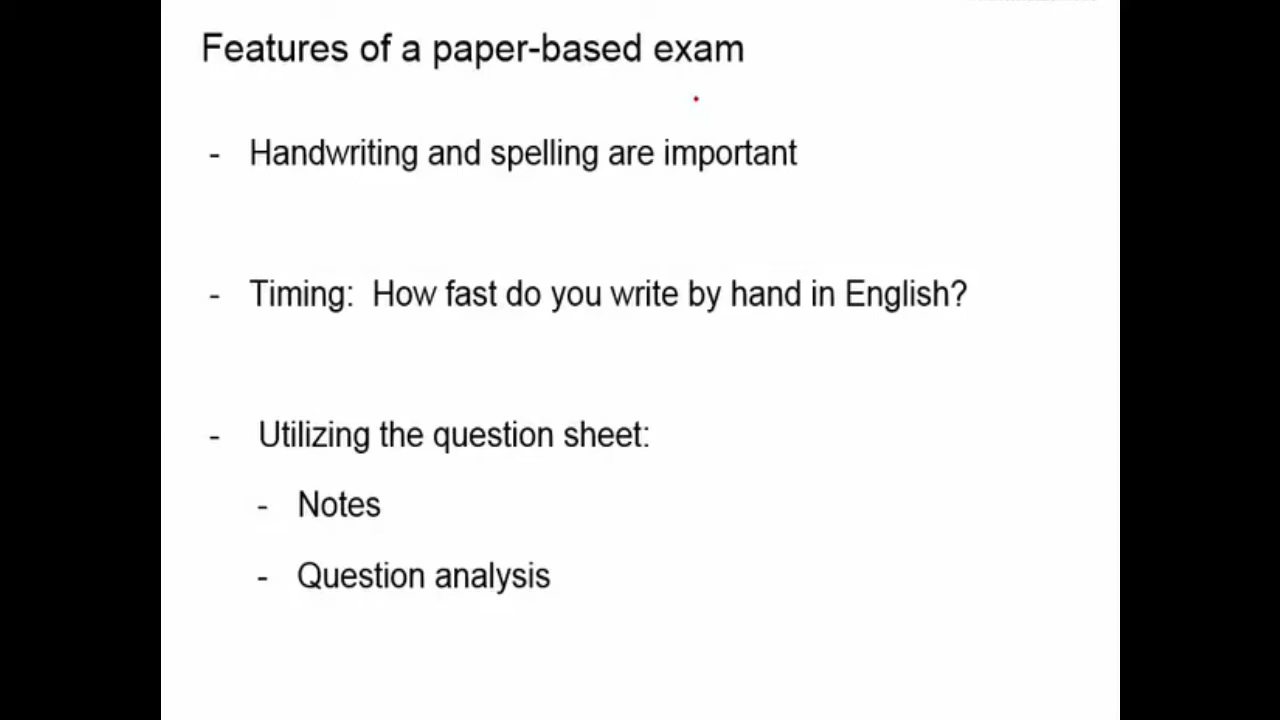 Features of a paper-based exam
- Handwriting and spelling are important
- Timing: How fast do you write by hand in English?
- Utilizing the question sheet:
- Notes
- Question analysis